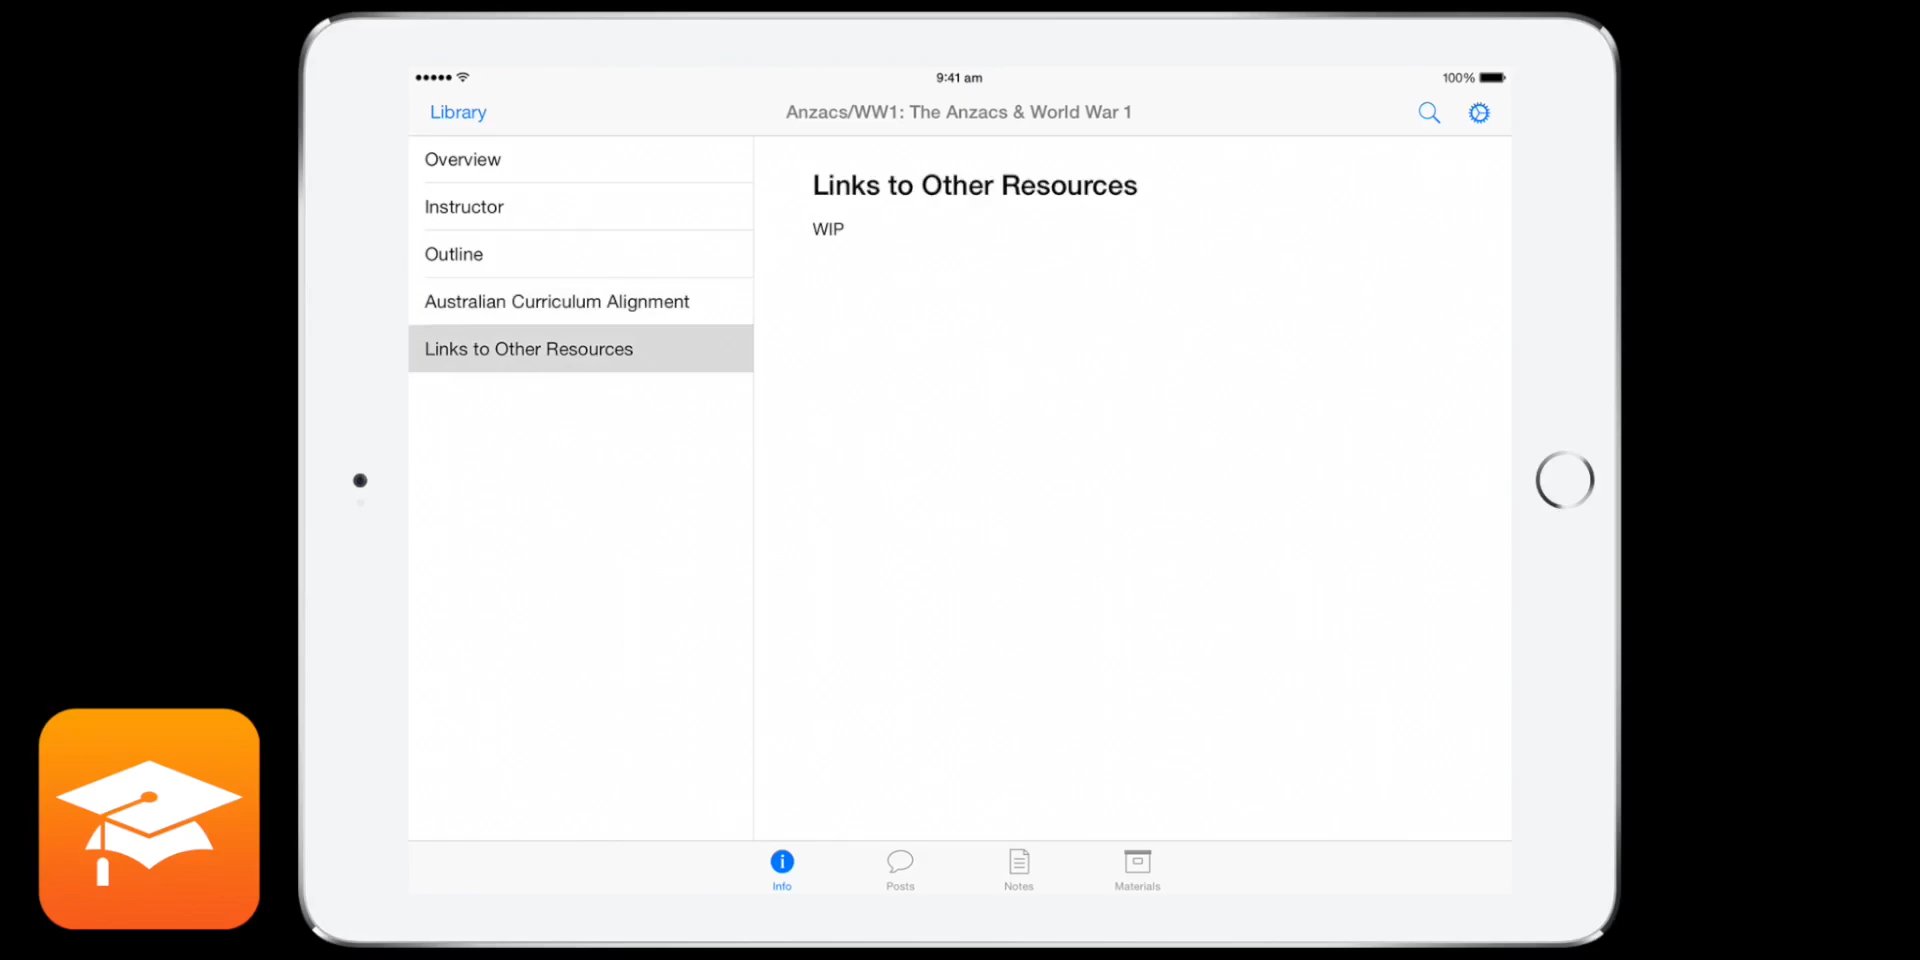 9:41 am
100%
Library
Anzacs/WW1: The Anzacs & World War 1
Overview
Instructor
Outline
Australian Curriculum Alignment
Links to Other Resources
Links to Other Resources
WIP
Info
Posts
Notes
Materials